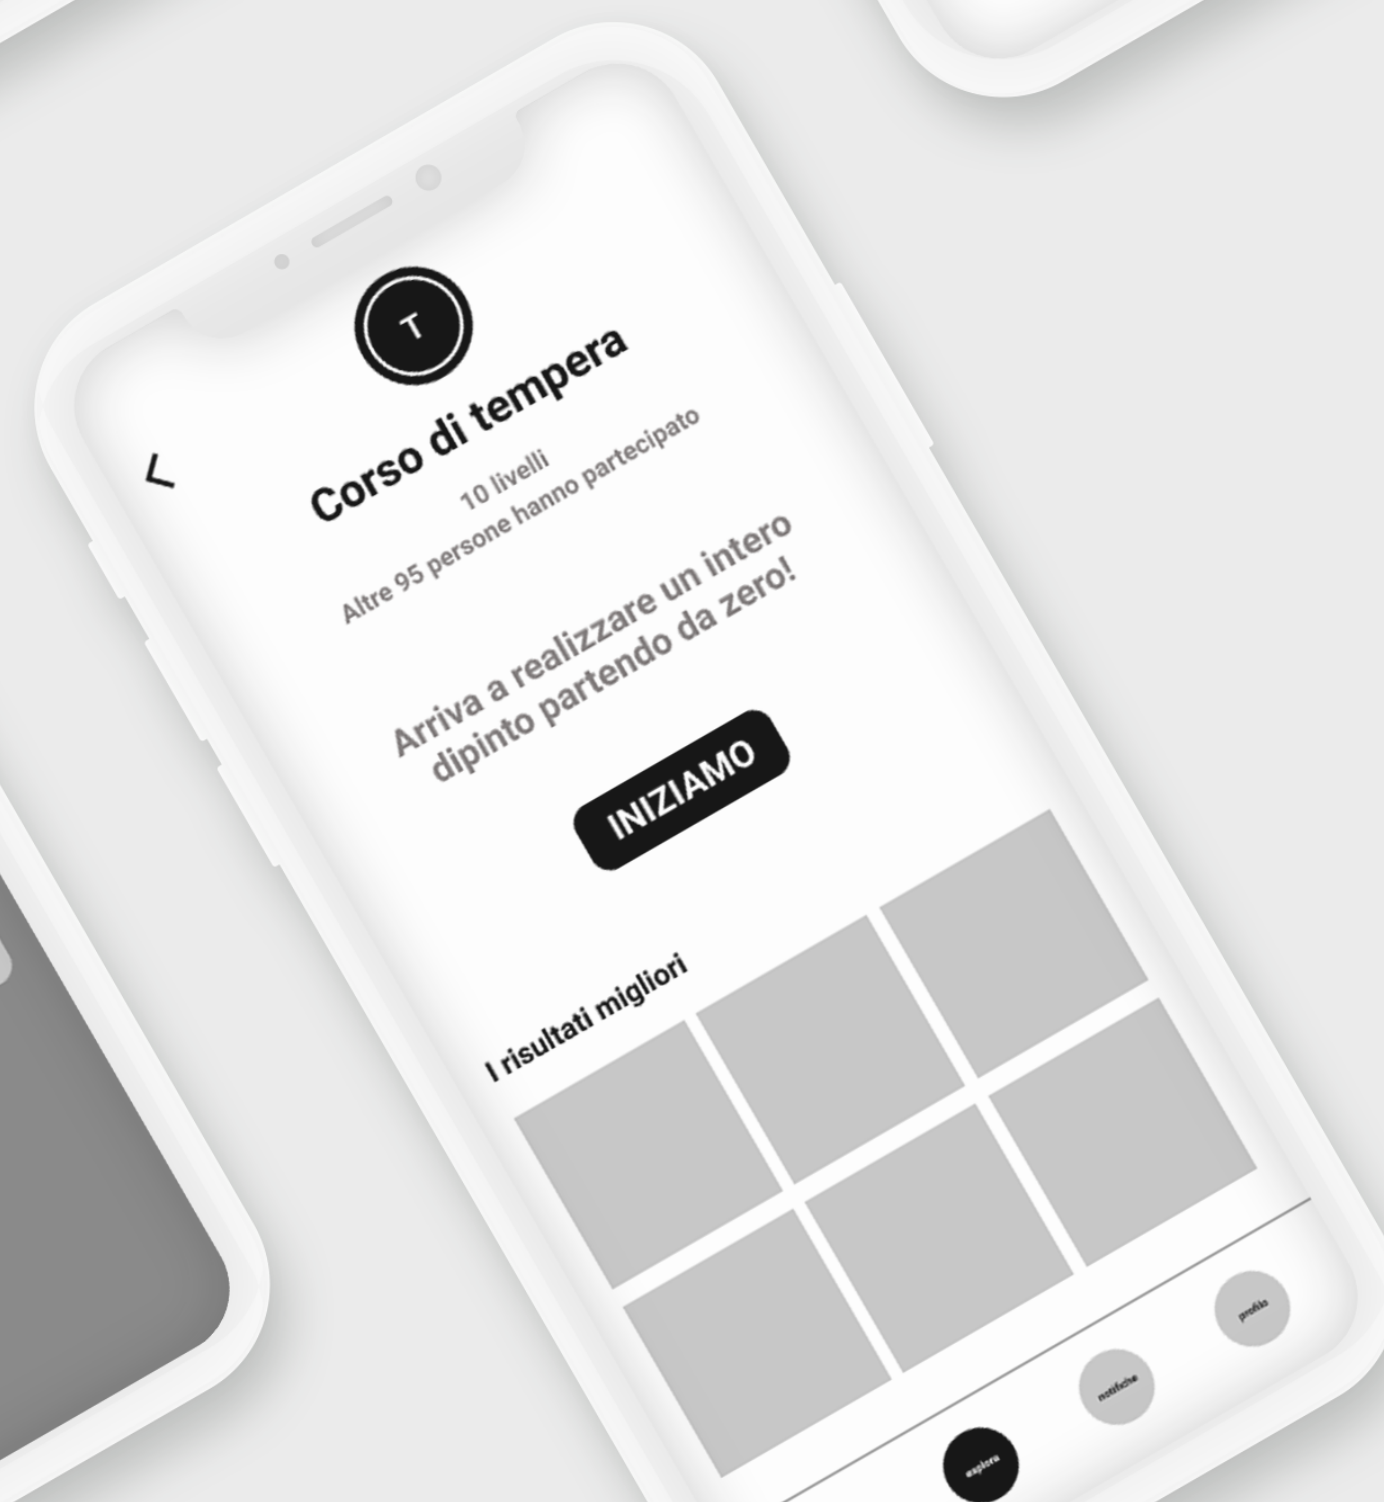 T
Corso di tempera
10 livelli
Altre 95 persone hanno partecipato
Arriva a realizzare un intero
dipinto partendo da zero!
INIZIAMO
I risultati migliori
explora
notifiche
profilo